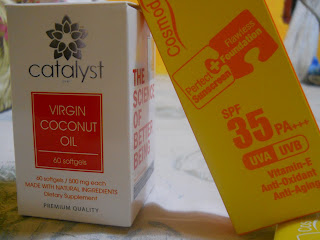 catalyst
VIRGIN
COCONUT
OIL
60 softgels
60 softgels / 500 mg each
MADE WITH NATURAL INGREDIENTS
Dietary Supplement
PREMIUM QUALITY
THE
SCIENCE
OF
BETTER
BEING
Cosmod
Perfect
Sunscreen
Flawless
Foundation
SPF
35 PA+++
UVA UVB
Vitamin-E
Anti-Oxidant
Anti-Aging